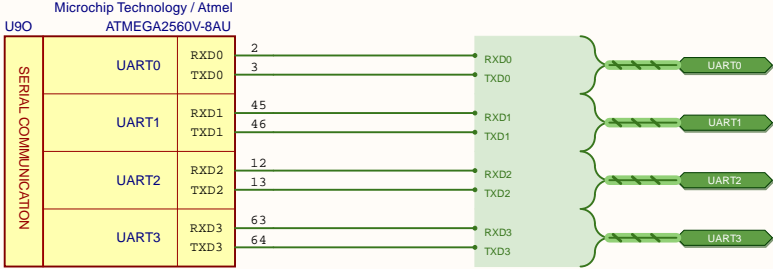 Microchip Technology / Atmel
U9O ATMEGA2560V-8AU
SERIAL COMMUNICATION
UART0 RXD0 2 RXD0 UART0
TXD0 3 TXD0
UART1 RXD1 45 RXD1 UART1
TXD1 46 TXD1
UART2 RXD2 12 RXD2 UART2
TXD2 13 TXD2
UART3 RXD3 63 RXD3 UART3
TXD3 64 TXD3